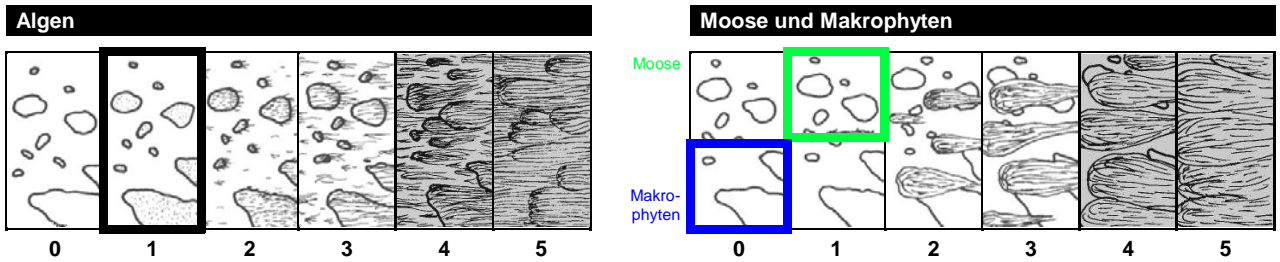 Algen
0 1 2 3 4 5
Moose und Makrophyten
Moose
Makro-
phyten
0 1 2 3 4 5